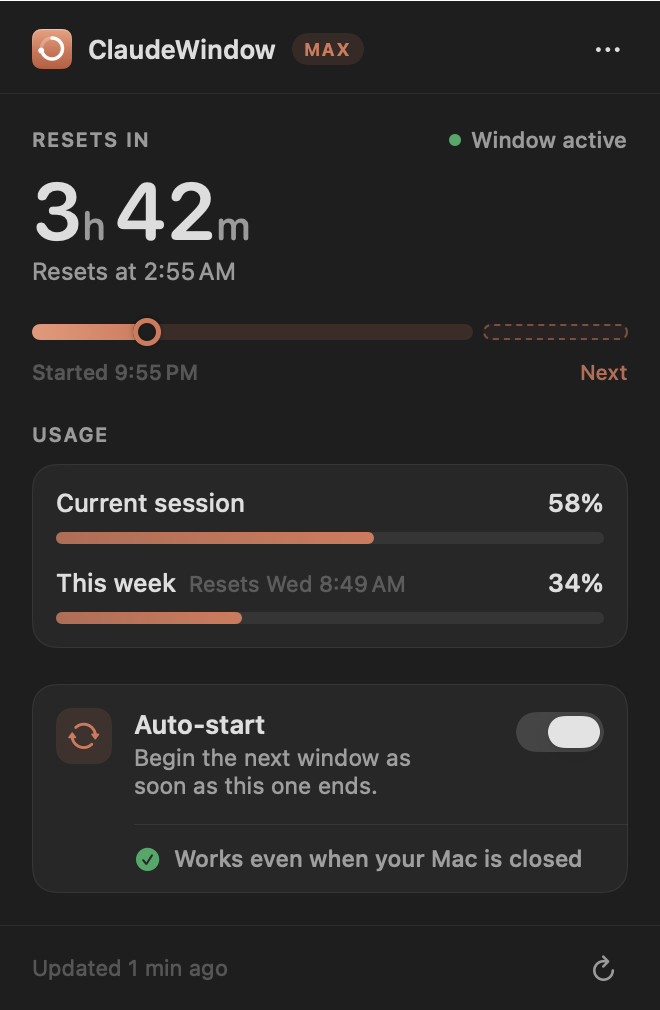 ClaudeWindow MAX
RESETS IN
Window active
3h 42m
Resets at 2:55 AM
Started 9:55 PM
Next
USAGE
Current session 58%
This week Resets Wed 8:49 AM 34%
Auto-start
Begin the next window as
soon as this one ends.
Works even when your Mac is closed
Updated 1 min ago